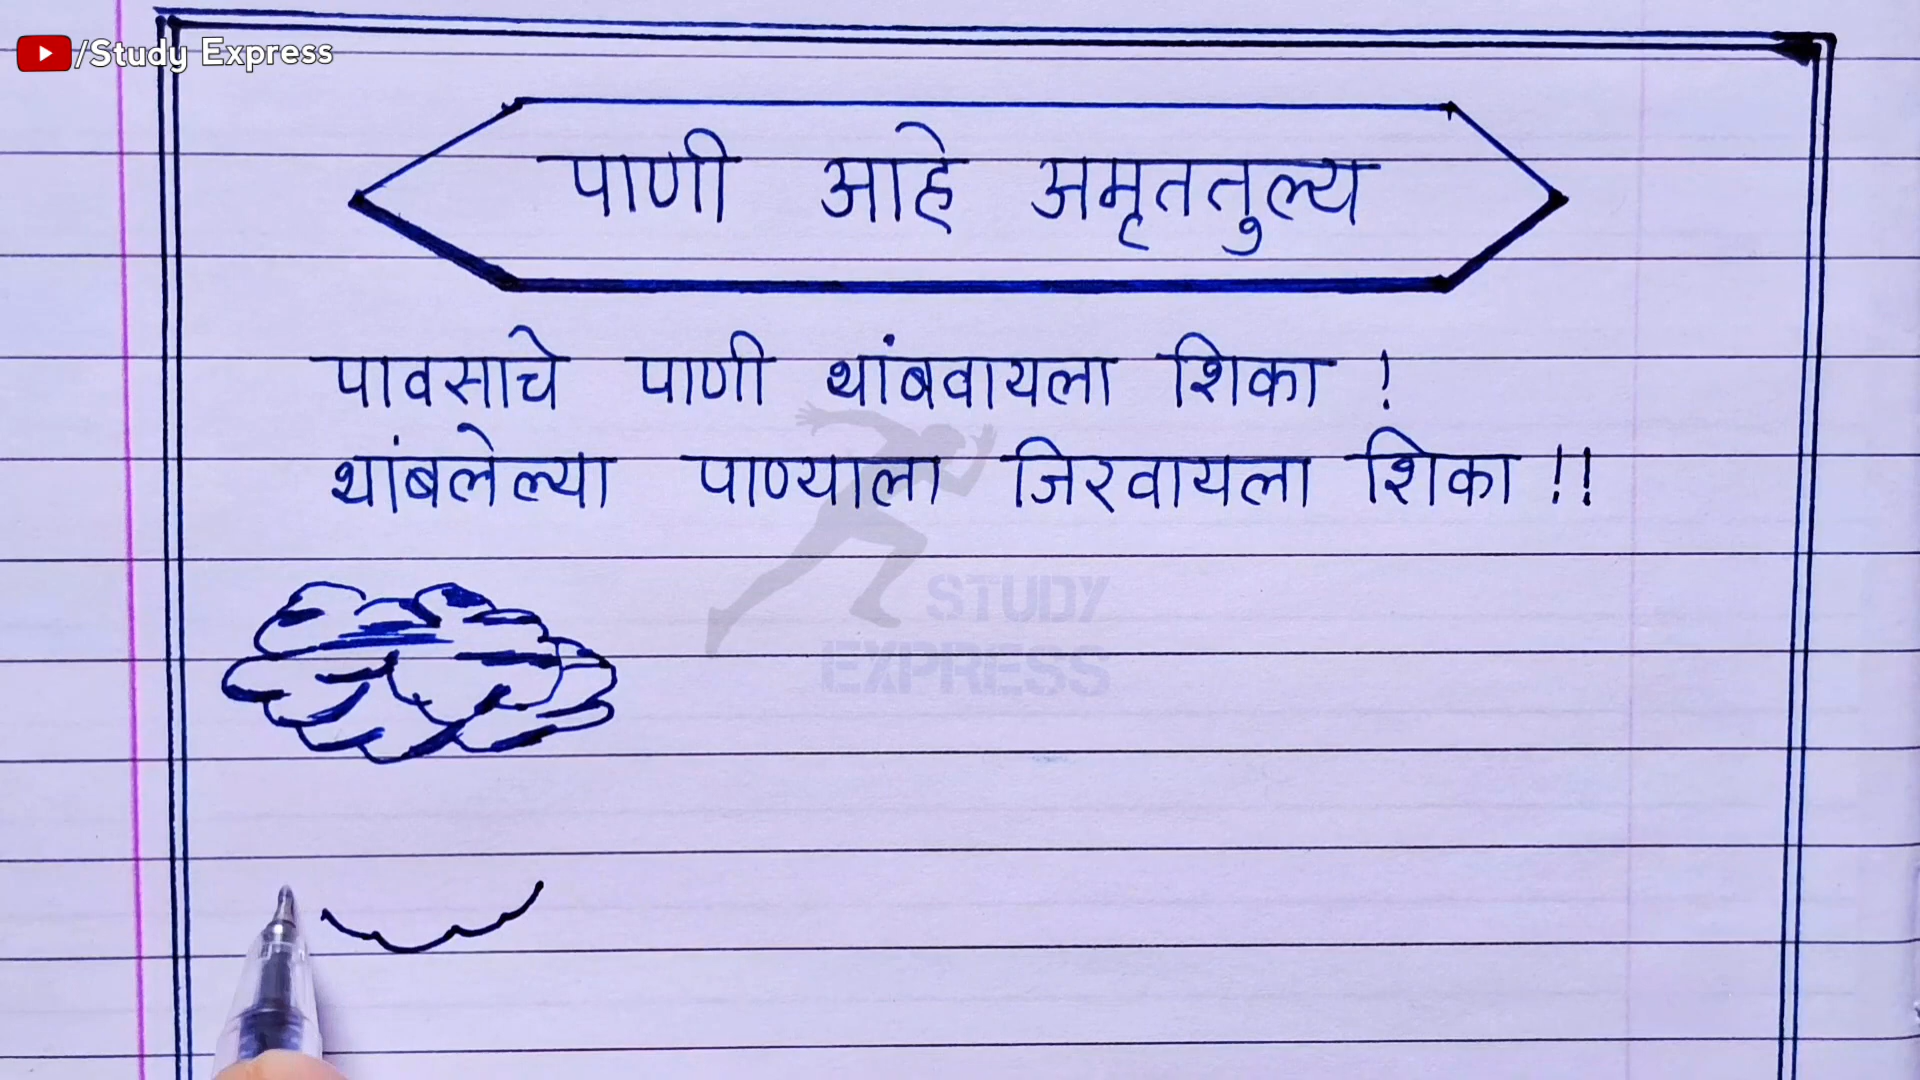 /Study Express
पाणी आहे अमृततुल्य
पावसाचे पाणी थांबवायला शिका !
थांबलेल्या पाण्याला जिरवायला शिका !!
STUDY
EXPRESS